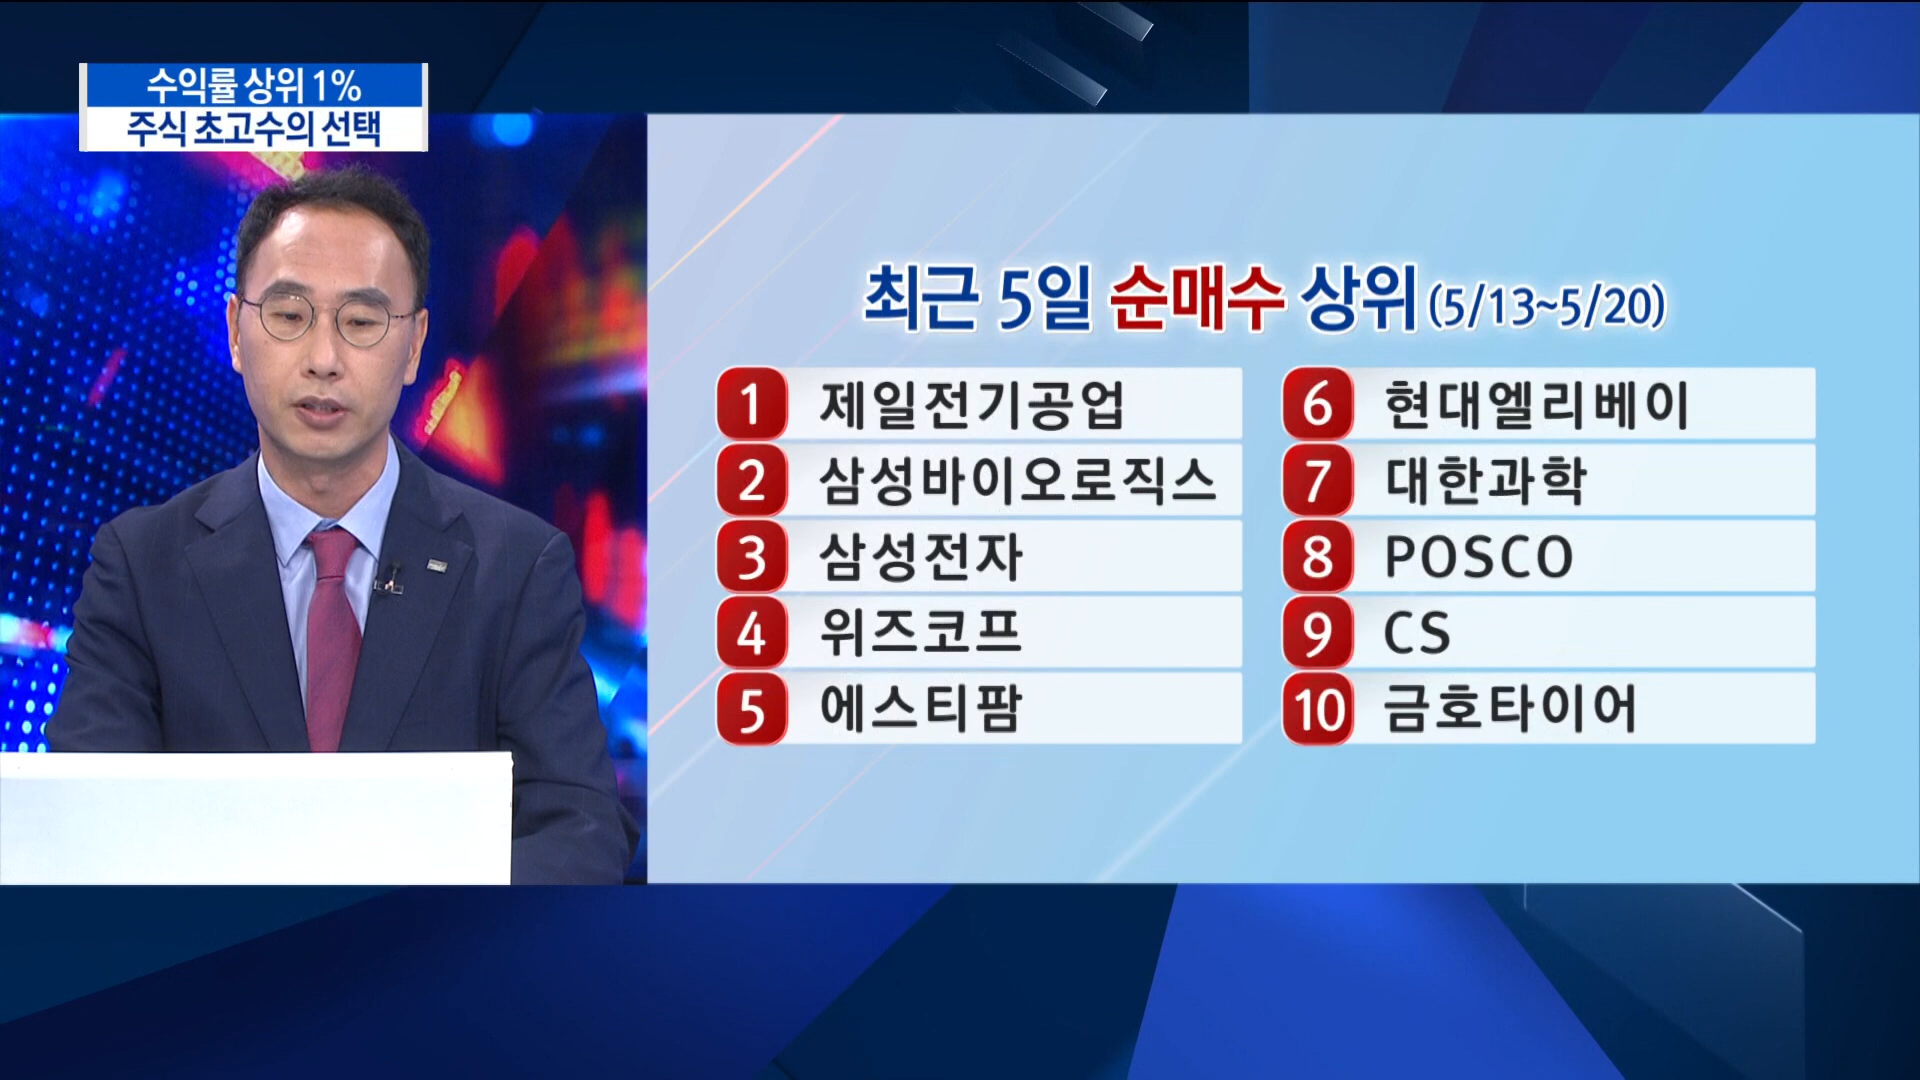 수익률 상위 1%
주식 초고수의 선택
최근 5일 순매수 상위 (5/13~5/20)
1 제일전기공업
2 삼성바이오로직스
3 삼성전자
4 위즈코프
5 에스티팜
6 현대엘리베이
7 대한과학
8 POSCO
9 CS
10 금호타이어